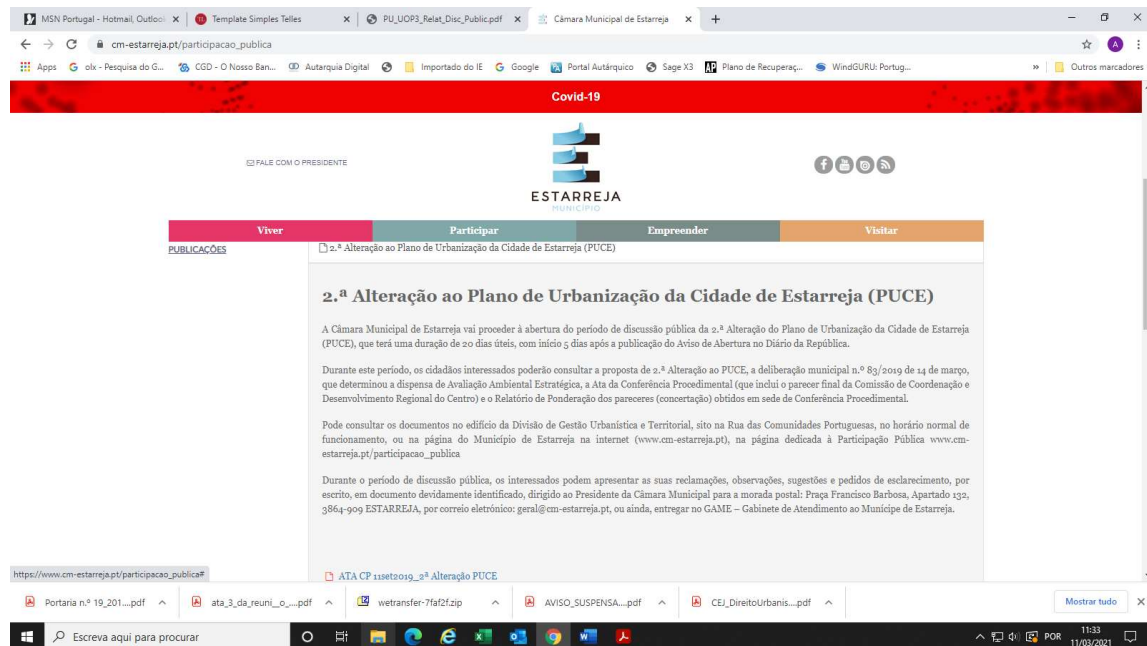 MSN Portugal - Hotmail, Outloo
Template Simples Telles
PU_UOP3_Relat_Disc_Public.pdf
Câmara Municipal de Estarreja
cm-estarreja.pt/participacao_publica
A
Apps
olx - Pesquisa do G...
CGD - O Nosso Ban...
Autarquia Digital
Importado do IE
Google
Portal Autárquico
Sage X3
AP Plano de Recuperaç...
WindGURU: Portug...
»
Outros marcadores
Covid-19
FALE COM O PRESIDENTE
ESTARREJA
MUNICÍPIO
Viver
Participar
Empreender
Visitar
PUBLICAÇÕES
2.ª Alteração ao Plano de Urbanização da Cidade de Estarreja (PUCE)
2.ª Alteração ao Plano de Urbanização da Cidade de Estarreja (PUCE)
A Câmara Municipal de Estarreja vai proceder à abertura do período de discussão pública da 2.ª Alteração do Plano de Urbanização da Cidade de Estarreja
(PUCE), que terá uma duração de 20 dias úteis, com início 5 dias após a publicação do Aviso de Abertura no Diário da República.
Durante este período, os cidadãos interessados poderão consultar a proposta de 2.ª Alteração ao PUCE, a deliberação municipal n.º 83/2019 de 14 de março,
que determinou a dispensa de Avaliação Ambiental Estratégica, a Ata da Conferência Procedimental (que inclui o parecer final da Comissão de Coordenação e
Desenvolvimento Regional do Centro) e o Relatório de Ponderação dos pareceres (concertação) obtidos em sede de Conferência Procedimental.
Pode consultar os documentos no edifício da Divisão de Gestão Urbanística e Territorial, sito na Rua das Comunidades Portuguesas, no horário normal de
funcionamento, ou na página do Município de Estarreja na internet (www.cm-estarreja.pt), na página dedicada à Participação Pública www.cm-
estarreja.pt/participacao_publica
Durante o período de discussão pública, os interessados podem apresentar as suas reclamações, observações, sugestões e pedidos de esclarecimento, por
escrito, em documento devidamente identificado, dirigido ao Presidente da Câmara Municipal para a morada postal: Praça Francisco Barbosa, Apartado 132,
3864-909 ESTARREJA, por correio eletrónico: geral@cm-estarreja.pt, ou ainda, entregar no GAME – Gabinete de Atendimento ao Munícipe de Estarreja.
ATA CP 11set2019_2ª Alteração PUCE
https://www.cm-estarreja.pt/participacao_publica#
Portaria n.º 19_201....pdf
ata_3_da_reuni__o_....pdf
wetransfer-7faf2f.zip
AVISO_SUSPENSA....pdf
CEJ_DireitoUrbanis....pdf
Mostrar tudo
Escreva aqui para procurar
POR
11:33
11/03/2021